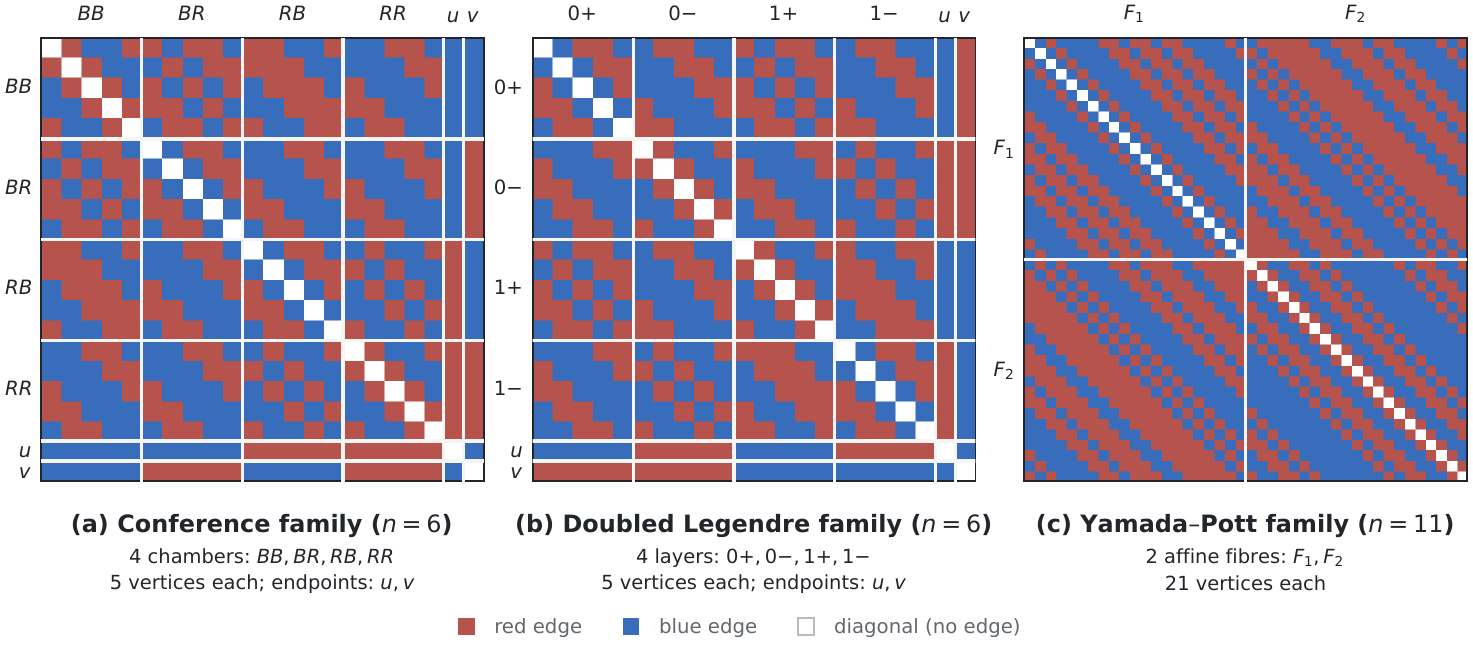 BB BR RB RR u v
0+ 0− 1+ 1− u v
F₁ F₂
BB
BR
RB
RR
u
v
0+
0−
1+
1−
u
v
F₁
F₂
(a) Conference family (n = 6)
4 chambers: BB, BR, RB, RR
5 vertices each; endpoints: u, v
(b) Doubled Legendre family (n = 6)
4 layers: 0+, 0−, 1+, 1−
5 vertices each; endpoints: u, v
(c) Yamada–Pott family (n = 11)
2 affine fibres: F₁, F₂
21 vertices each
red edge
blue edge
diagonal (no edge)